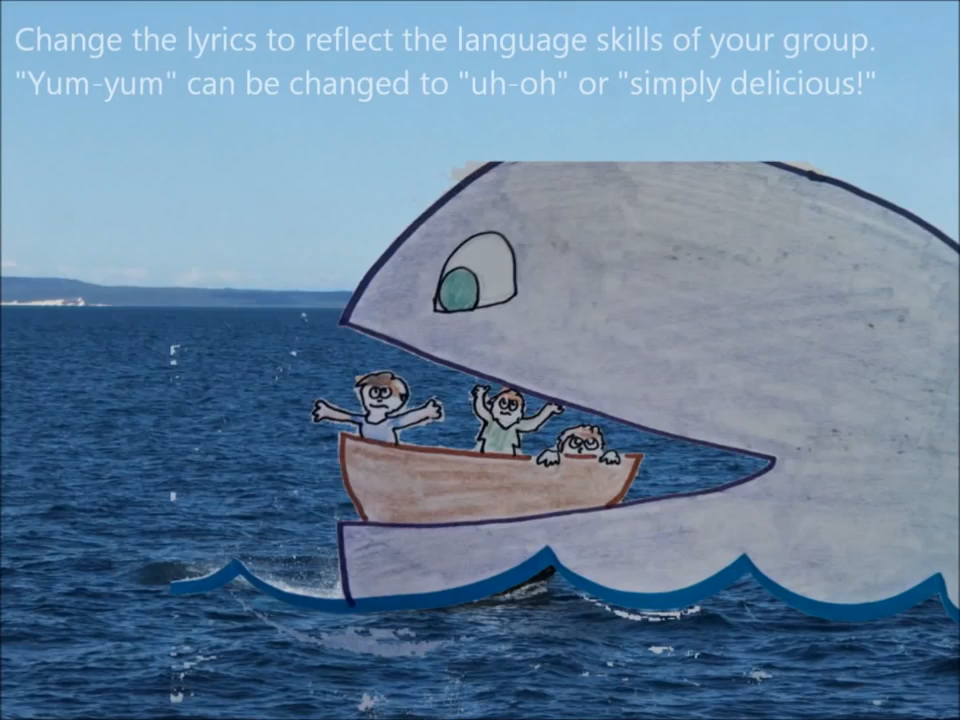 Change the lyrics to reflect the language skills of your group.
"Yum-yum" can be changed to "uh-oh" or "simply delicious!"